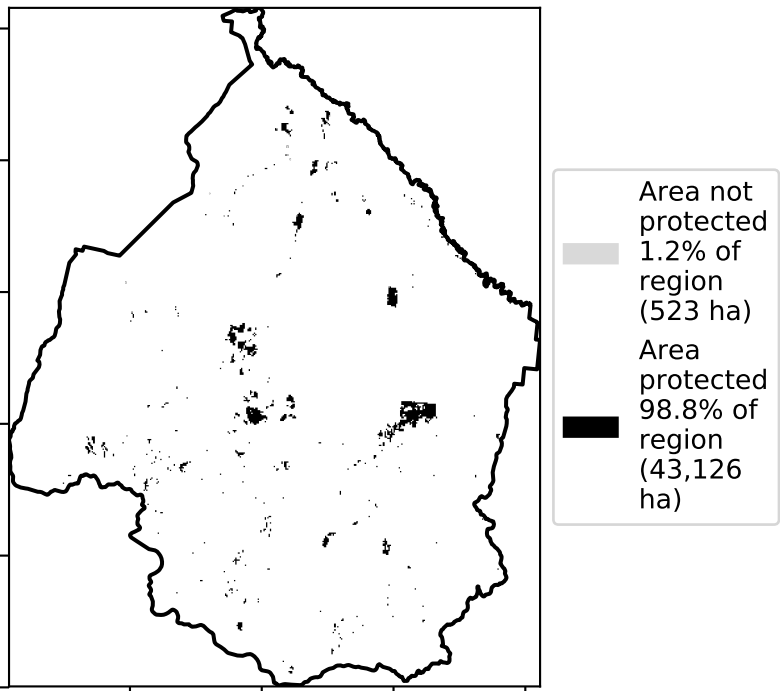 Area not
protected
1.2% of
region
(523 ha)
Area
protected
98.8% of
region
(43,126
ha)